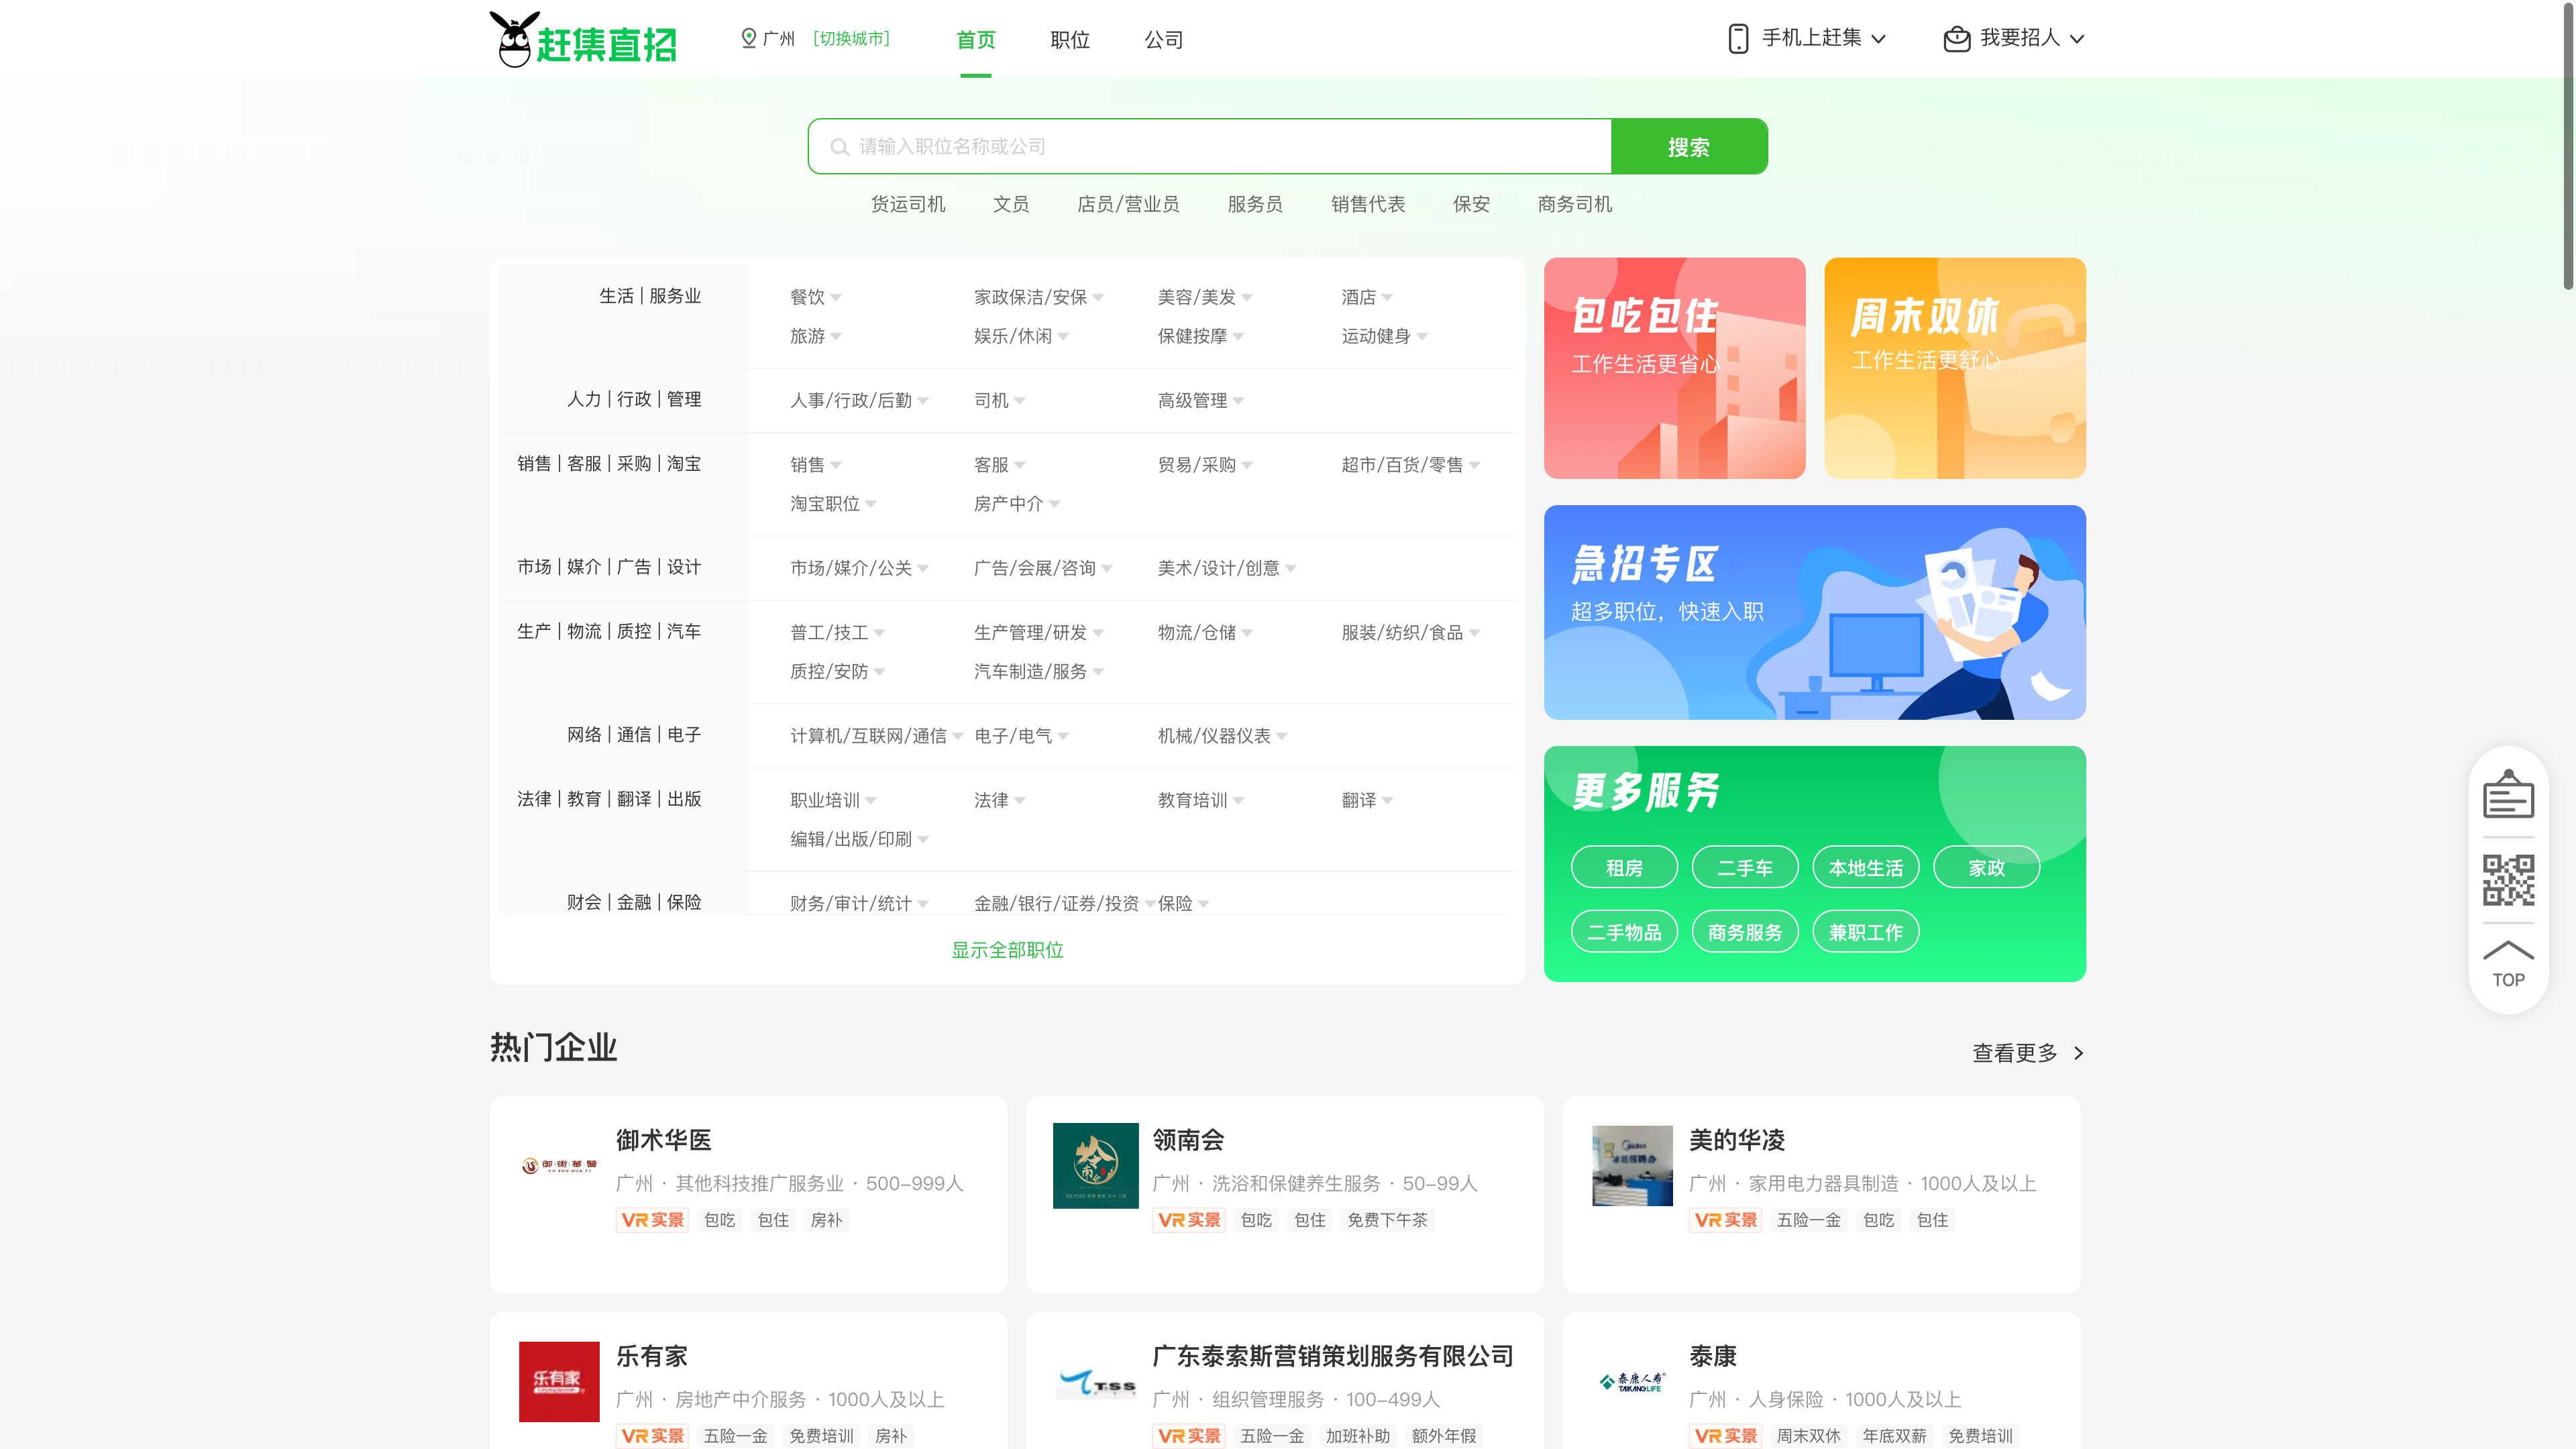 赶集直招
广州 [切换城市] 首页 职位 公司 手机上赶集 我要招人
请输入职位名称或公司 搜索
货运司机 文员 店员/营业员 服务员 销售代表 保安 商务司机
生活 | 服务业 餐饮 家政保洁/安保 美容/美发 酒店
旅游 娱乐/休闲 保健按摩 运动健身
人力 | 行政 | 管理 人事/行政/后勤 司机 高级管理
销售 | 客服 | 采购 | 淘宝 销售 客服 贸易/采购 超市/百货/零售
淘宝职位 房产中介
市场 | 媒介 | 广告 | 设计 市场/媒介/公关 广告/会展/咨询 美术/设计/创意
生产 | 物流 | 质控 | 汽车 普工/技工 生产管理/研发 物流/仓储 服装/纺织/食品
质控/安防 汽车制造/服务
网络 | 通信 | 电子 计算机/互联网/通信 电子/电气 机械/仪器仪表
法律 | 教育 | 翻译 | 出版 职业培训 法律 教育培训 翻译
编辑/出版/印刷
财会 | 金融 | 保险 财务/审计/统计 金融/银行/证券/投资 保险
显示全部职位
包吃包住
工作生活更省心
周末双休
工作生活更舒心
急招专区
超多职位，快速入职
更多服务
租房 二手车 本地生活 家政
二手物品 商务服务 兼职工作
TOP
热门企业 查看更多
御术华医
广州 · 其他科技推广服务业 · 500-999人
VR实景 包吃 包住 房补
领南会
广州 · 洗浴和保健养生服务 · 50-99人
VR实景 包吃 包住 免费下午茶
美的华凌
广州 · 家用电力器具制造 · 1000人及以上
VR实景 五险一金 包吃 包住
乐有家
乐有家
广州 · 房地产中介服务 · 1000人及以上
VR实景 五险一金 免费培训 房补
TSS
广东泰索斯营销策划服务有限公司
广州 · 组织管理服务 · 100-499人
VR实景 五险一金 加班补助 额外年假
泰康人寿
TAIKANG LIFE
泰康
广州 · 人身保险 · 1000人及以上
VR实景 周末双休 年底双薪 免费培训